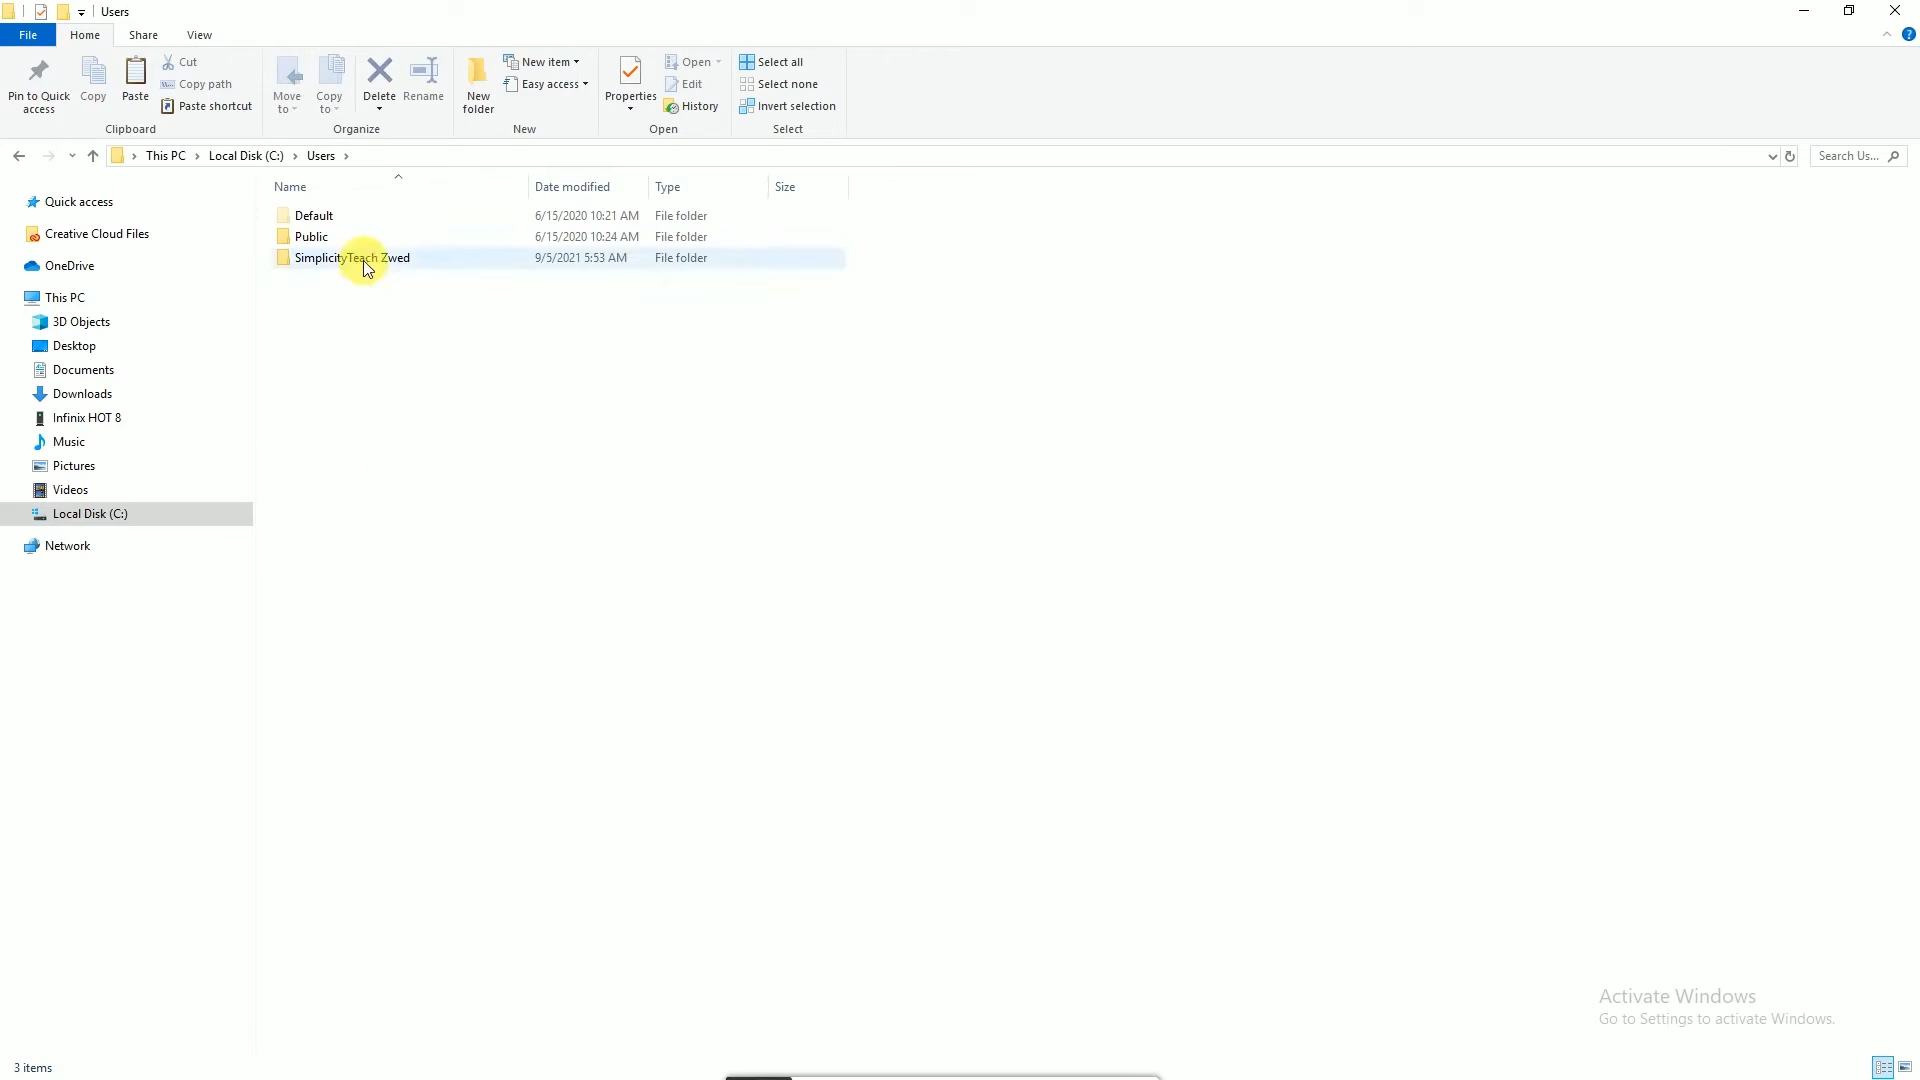 Users
File Home Share View
Pin to Quick access
Copy
Paste
Cut
Copy path
Paste shortcut
Clipboard
Move to
Copy to
Delete
Rename
Organize
New folder
New item
Easy access
New
Properties
Open
Edit
History
Open
Select all
Select none
Invert selection
Select
This PC > Local Disk (C:) > Users >
Search Us...
Name Date modified Type Size
Default 6/15/2020 10:21 AM File folder
Public 6/15/2020 10:24 AM File folder
SimplicityTeach Zwed 9/5/2021 5:53 AM File folder
Quick access
Creative Cloud Files
OneDrive
This PC
3D Objects
Desktop
Documents
Downloads
Infinix HOT 8
Music
Pictures
Videos
Local Disk (C:)
Network
Activate Windows
Go to Settings to activate Windows.
3 items